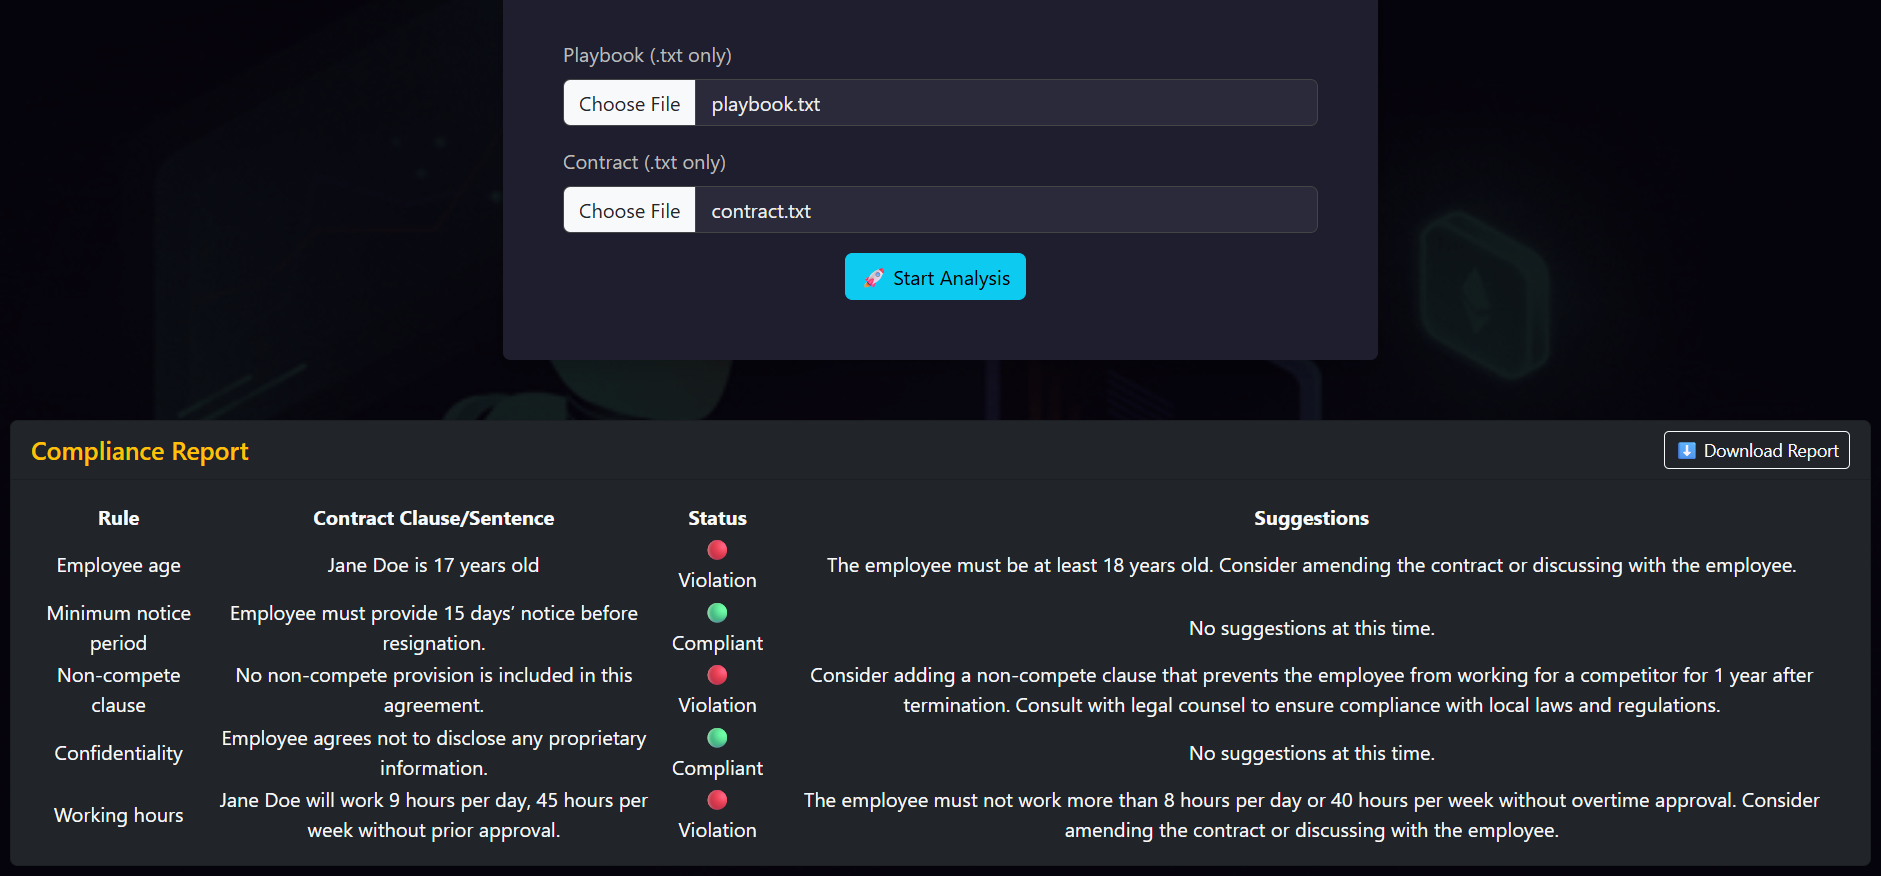 Playbook (.txt only)
Choose File playbook.txt
Contract (.txt only)
Choose File contract.txt
🚀 Start Analysis
Compliance Report
⬇️ Download Report
Rule Contract Clause/Sentence Status Suggestions
Employee age
Jane Doe is 17 years old
Violation
The employee must be at least 18 years old. Consider amending the contract or discussing with the employee.
Minimum notice
period
Employee must provide 15 days’ notice before
resignation.
Compliant
No suggestions at this time.
Non-compete
clause
No non-compete provision is included in this
agreement.
Violation
Consider adding a non-compete clause that prevents the employee from working for a competitor for 1 year after
termination. Consult with legal counsel to ensure compliance with local laws and regulations.
Confidentiality
Employee agrees not to disclose any proprietary
information.
Compliant
No suggestions at this time.
Working hours
Jane Doe will work 9 hours per day, 45 hours per
week without prior approval.
Violation
The employee must not work more than 8 hours per day or 40 hours per week without overtime approval. Consider
amending the contract or discussing with the employee.